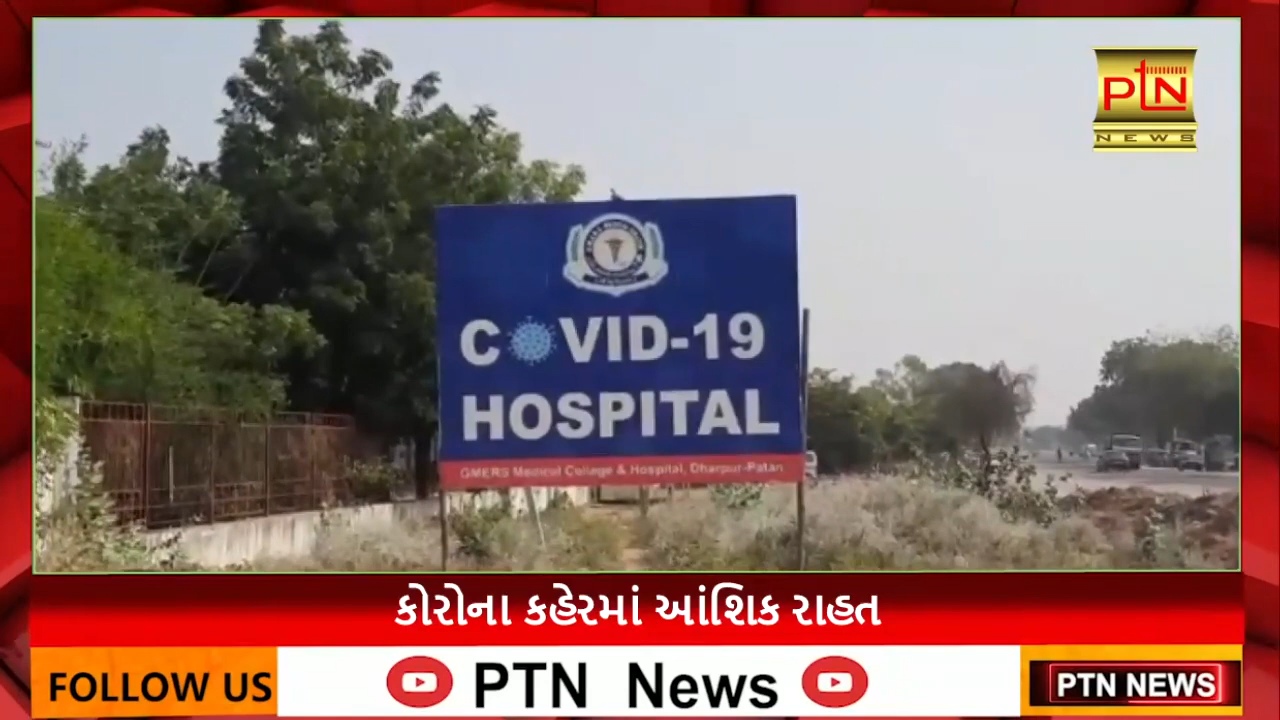 PTN
NEWS
COVID-19
HOSPITAL
GMERS Medical College & Hospital, Dharpur-Patan
કોરોના કહેરમાં આંશિક રાહત
FOLLOW US
PTN News
PTN NEWS